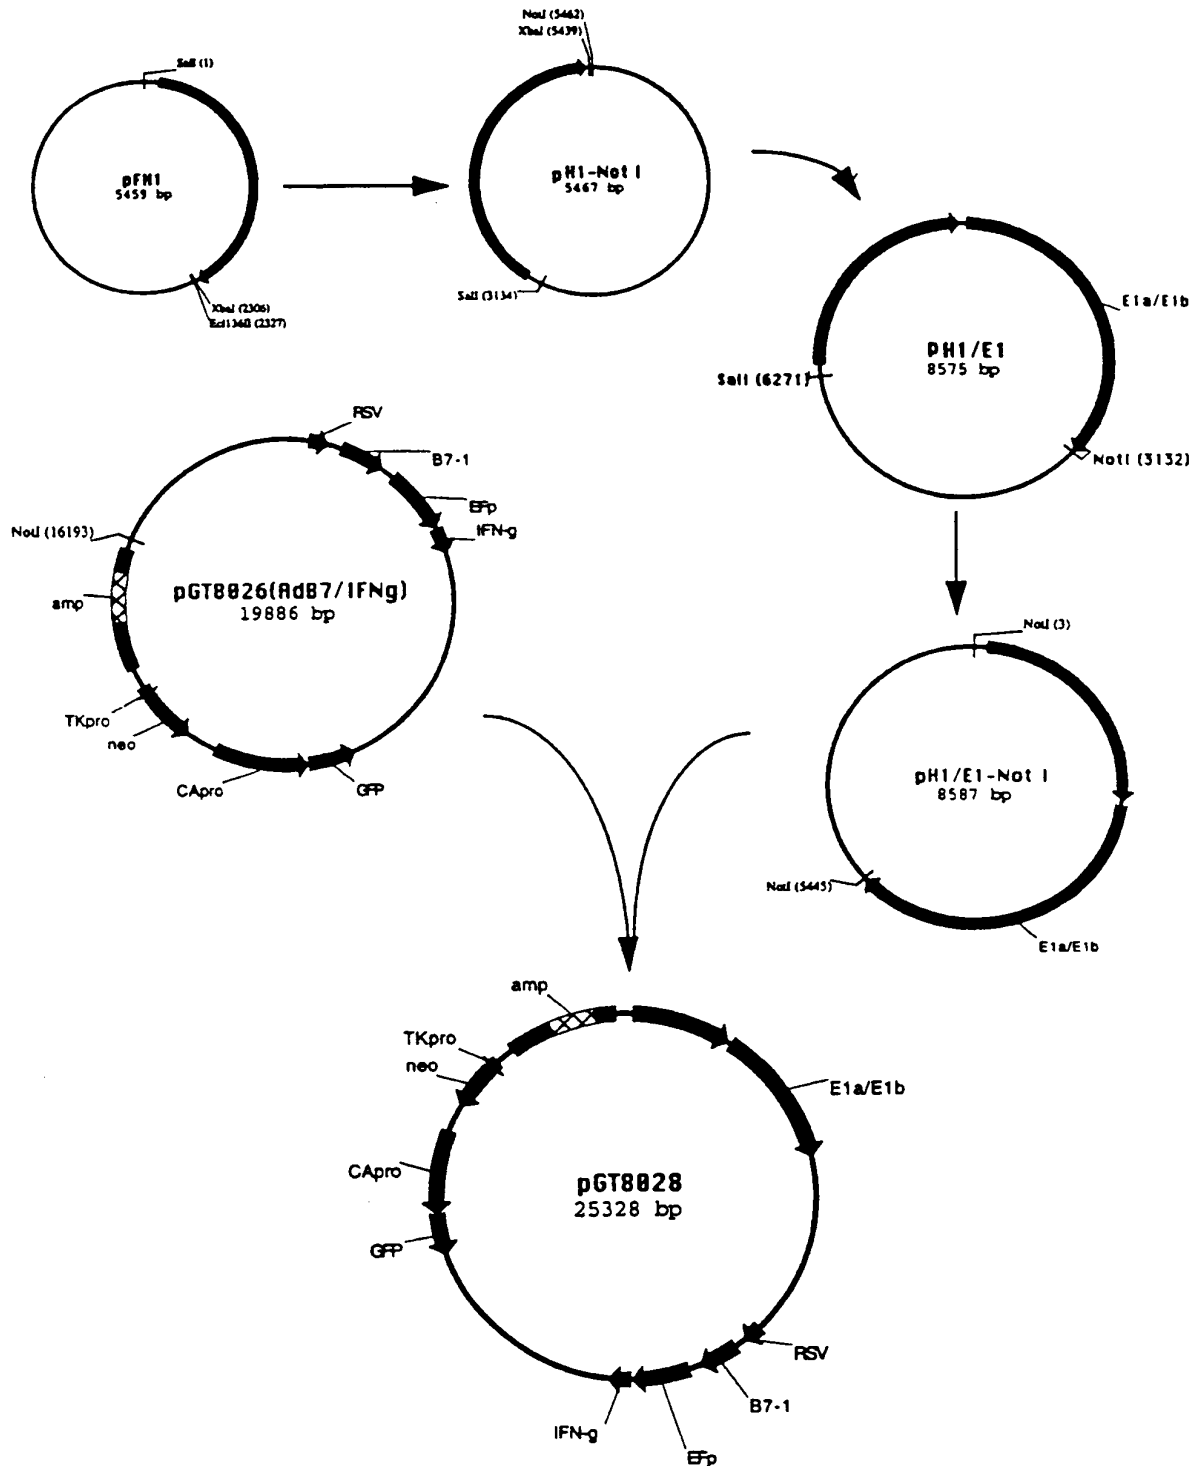 NotI (5462)
XbaI (5439)
SalI (1)
pFH1
5459 bp
XbaI (2306)
Ecl136II (2327)
pH1-Not I
5467 bp
SalI (3134)
E1a/E1b
pH1/E1
8575 bp
SalI (6271)
NotI (3132)
RSV
B7-1
EFp
IFN-g
NotI (16193)
pGT8026(AdB7/IFNg)
19886 bp
amp
TKpro
neo
CApro
GFP
NotI (3)
pH1/E1-Not I
8587 bp
NotI (5445)
E1a/E1b
amp
TKpro
neo
E1a/E1b
CApro
pGT8028
25328 bp
GFP
RSV
B7-1
IFN-g
EFp